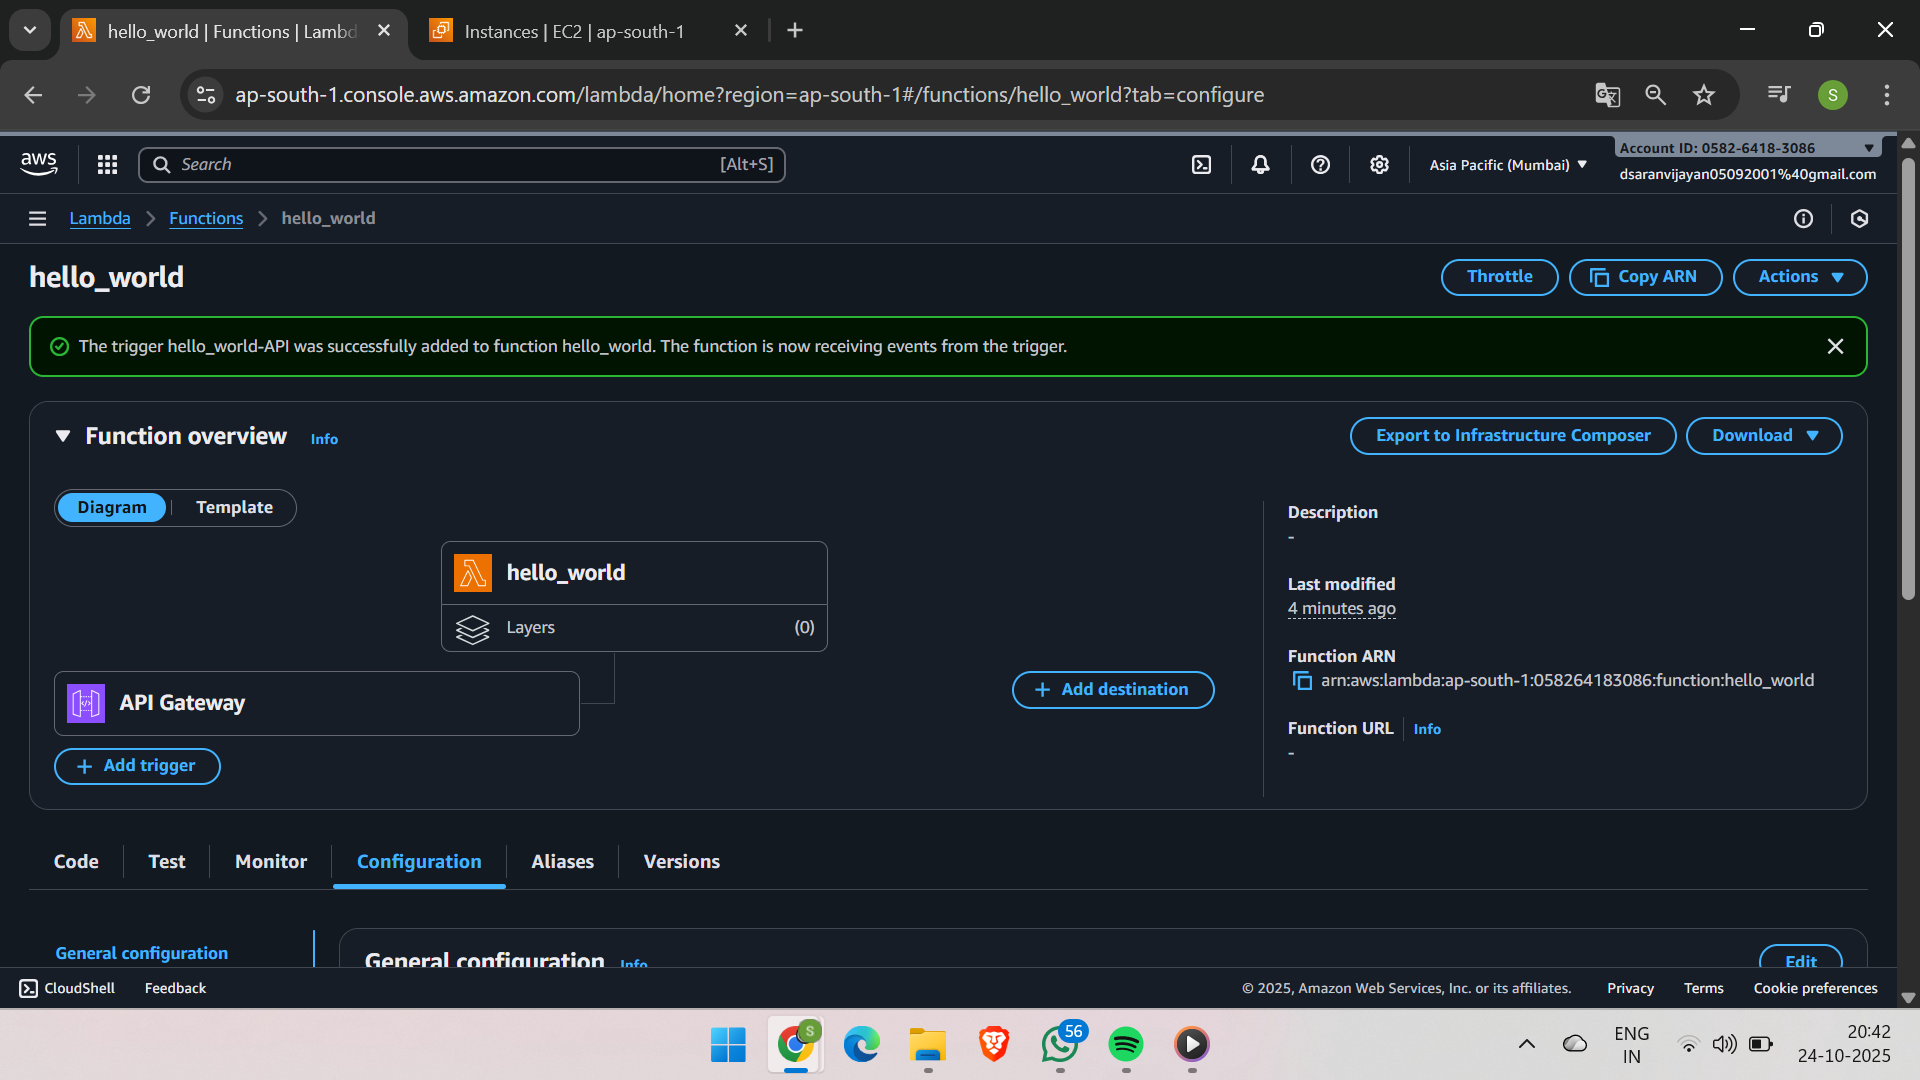 hello_world | Functions | Lambd
Instances | EC2 | ap-south-1
ap-south-1.console.aws.amazon.com/lambda/home?region=ap-south-1#/functions/hello_world?tab=configure
S
aws
Search
[Alt+S]
Asia Pacific (Mumbai)
Account ID: 0582-6418-3086
dsaranvijayan05092001%40gmail.com
Lambda
Functions
hello_world
hello_world
Throttle
Copy ARN
Actions
The trigger hello_world-API was successfully added to function hello_world. The function is now receiving events from the trigger.
Function overview
Info
Export to Infrastructure Composer
Download
Diagram
Template
hello_world
Layers
(0)
API Gateway
+ Add trigger
+ Add destination
Description
-
Last modified
4 minutes ago
Function ARN
arn:aws:lambda:ap-south-1:058264183086:function:hello_world
Function URL
Info
-
Code
Test
Monitor
Configuration
Aliases
Versions
General configuration
General configuration
Info
Edit
CloudShell
Feedback
© 2025, Amazon Web Services, Inc. or its affiliates.
Privacy
Terms
Cookie preferences
S
56
ENG
IN
20:42
24-10-2025